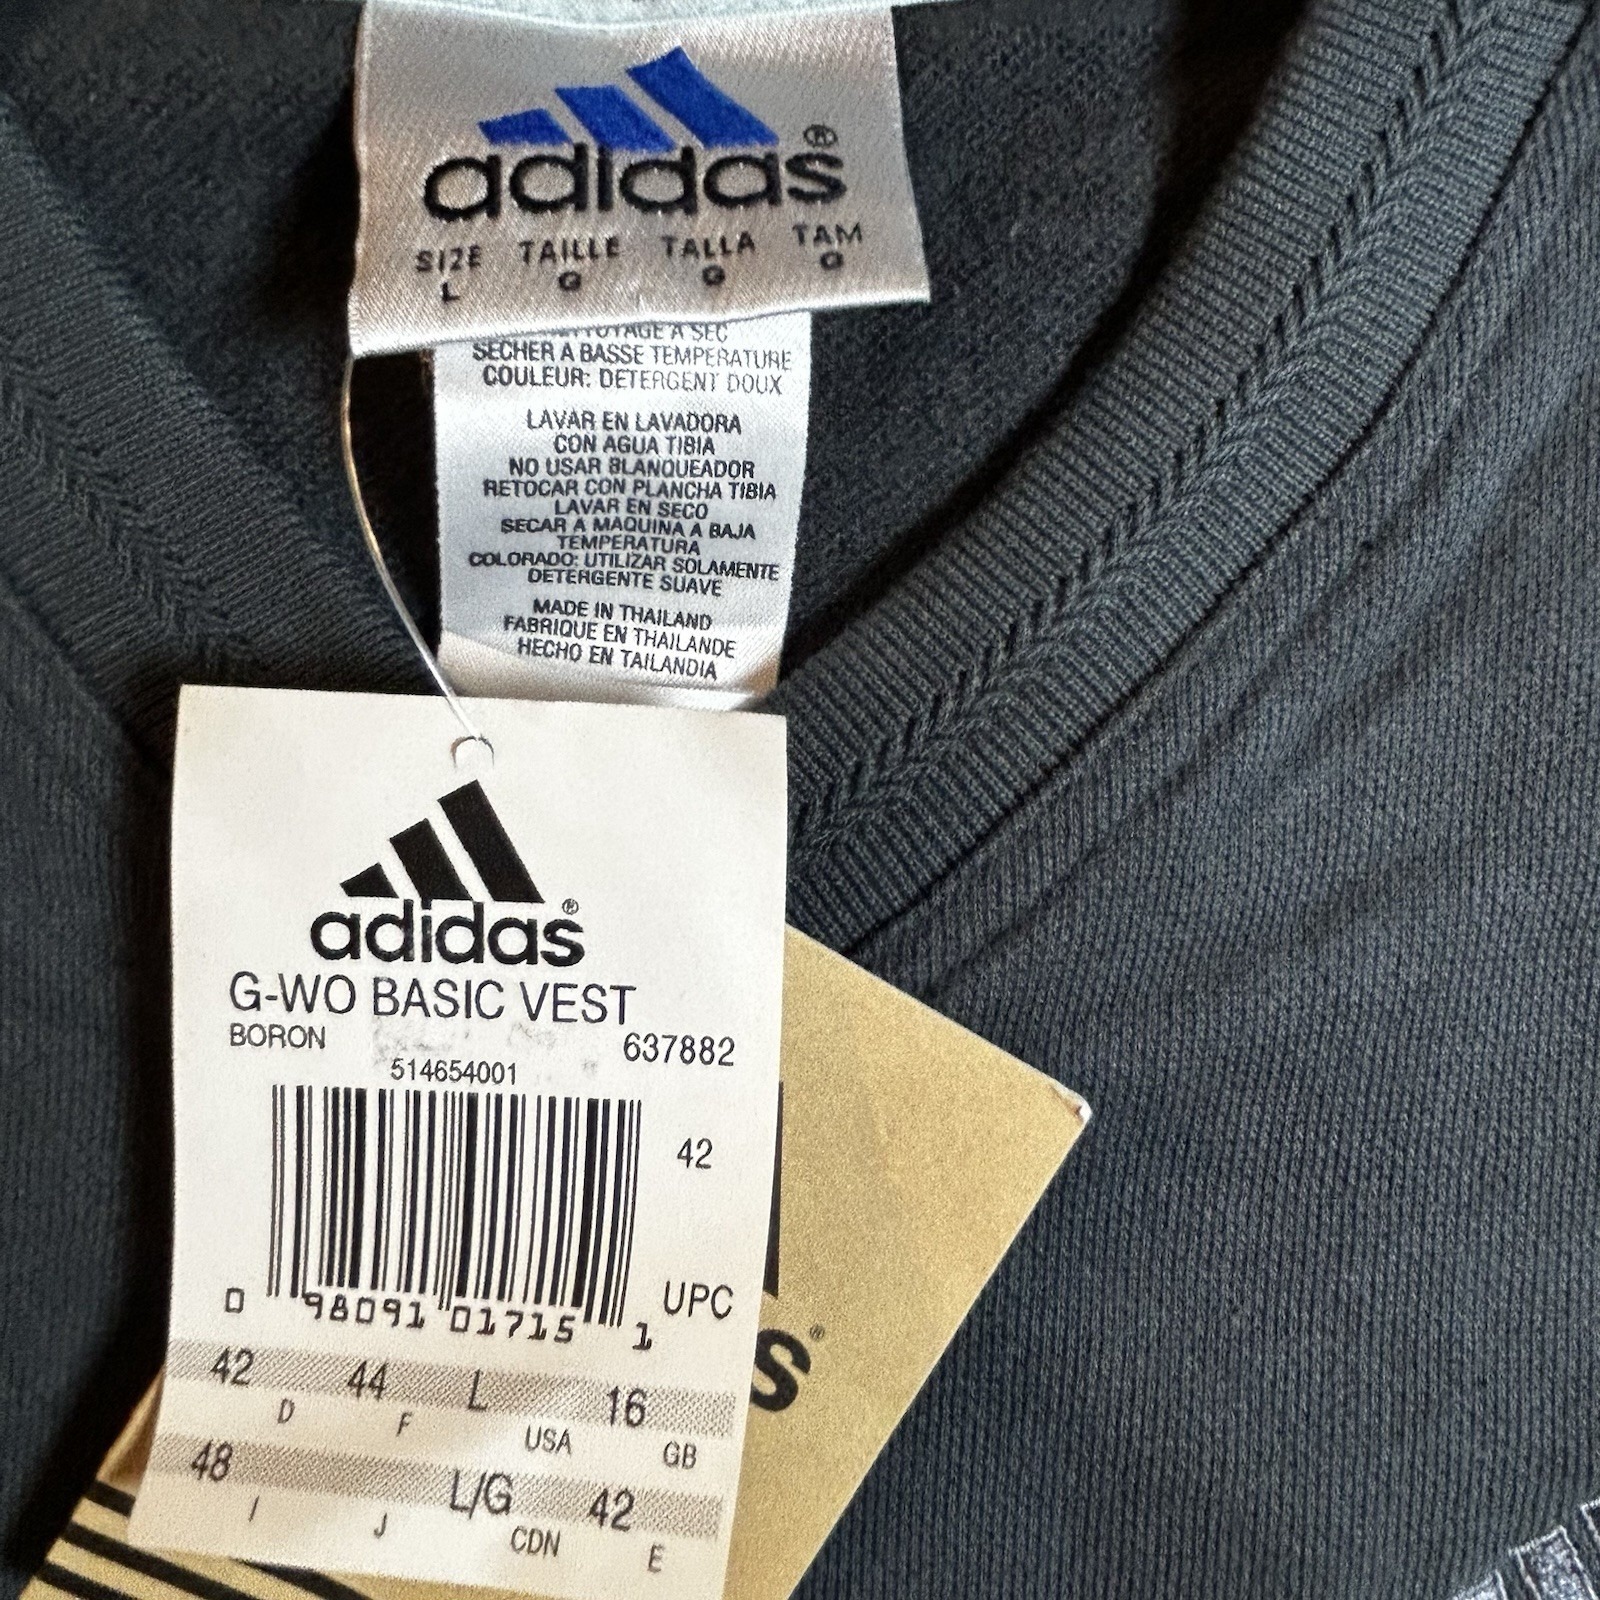 adidas®
SIZE TAILLE TALLA TAM
L G G G
A SEC
SECHER A BASSE TEMPERATURE
COULEUR: DETERGENT DOUX
LAVAR EN LAVADORA
CON AGUA TIBIA
NO USAR BLANQUEADOR
RETOCAR CON PLANCHA TIBIA
LAVAR EN SECO
SECAR A MAQUINA A BAJA
TEMPERATURA
COLORADO: UTILIZAR SOLAMENTE
DETERGENTE SUAVE
MADE IN THAILAND
FABRIQUE EN THAILANDE
HECHO EN TAILANDIA
adidas®
G-WO BASIC VEST
BORON 637882
514654001
42
UPC
0 98091 01715 1
42 44 L 16
D F USA GB
48 L/G 42
I J CDN E
s®